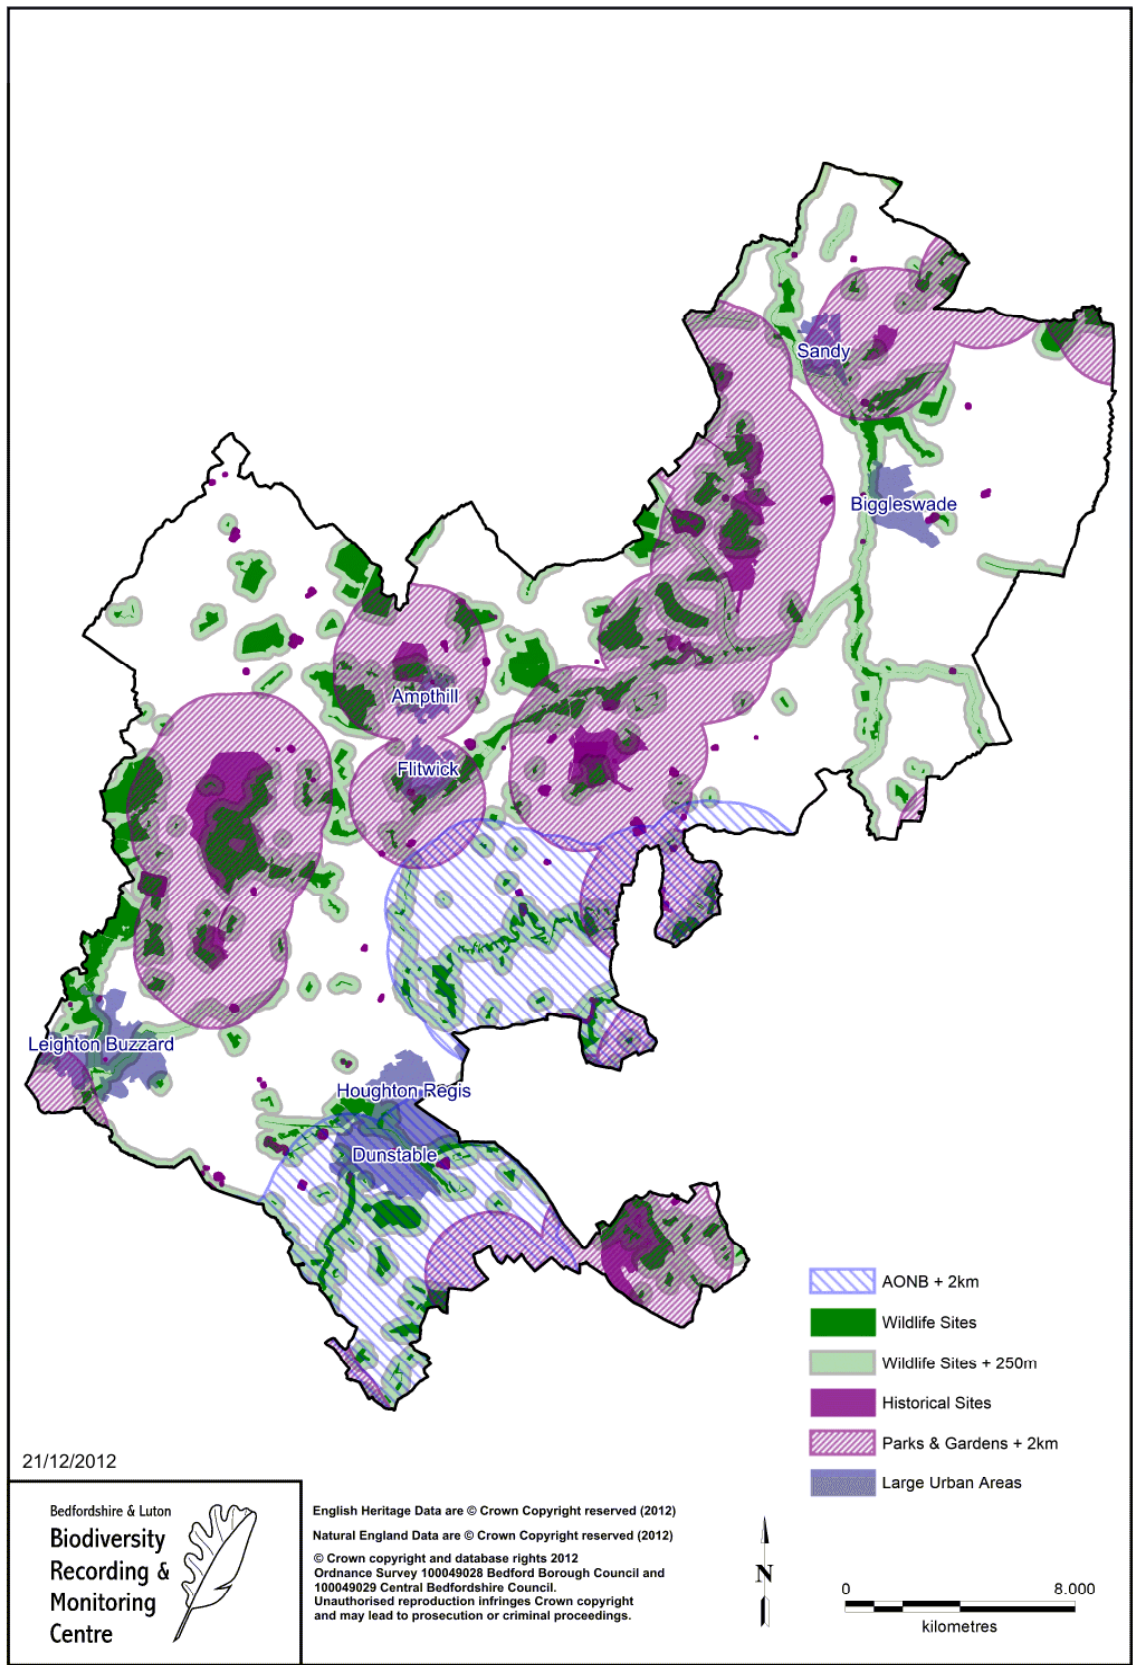 Sandy
Biggleswade
Ampthill
Flitwick
Leighton Buzzard
Houghton Regis
Dunstable
AONB + 2km
Wildlife Sites
Wildlife Sites + 250m
Historical Sites
Parks & Gardens + 2km
Large Urban Areas
21/12/2012
Bedfordshire & Luton
Biodiversity
Recording &
Monitoring
Centre
English Heritage Data are © Crown Copyright reserved (2012)
Natural England Data are © Crown Copyright reserved (2012)
© Crown copyright and database rights 2012
Ordnance Survey 100049028 Bedford Borough Council and
100049029 Central Bedfordshire Council.
Unauthorised reproduction infringes Crown copyright
and may lead to prosecution or criminal proceedings.
N
0 8.000
kilometres